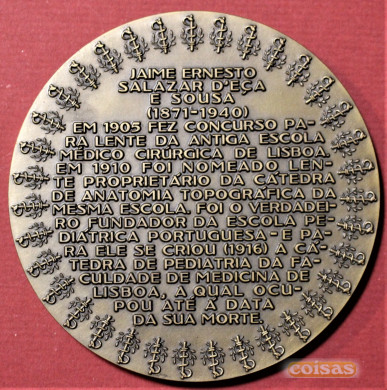 JAIME ERNESTO
SALAZAR D'EÇA
E SOUSA
(1871-1940)
EM 1905 FEZ CONCURSO PA-
RA LENTE DA ANTIGA ESCOLA
MÉDICO CIRÚRGICA DE LISBOA
EM 1910 FOI NOMEADO LEN-
TE PROPRIETÁRIO DA CÁTEDRA
DE ANATOMIA TOPOGRÁFICA DA
MESMA ESCOLA. FOI O VERDADEI-
RO FUNDADOR DA ESCOLA PE-
DIÁTRICA PORTUGUESA - E PA-
RA ELE SE CRIOU (1916) A CÁ-
TEDRA DE PEDIATRIA DA FA-
CULDADE DE MEDICINA DE
LISBOA, A QUAL OCU-
POU ATÉ À DATA
DA SUA MORTE.
coisas